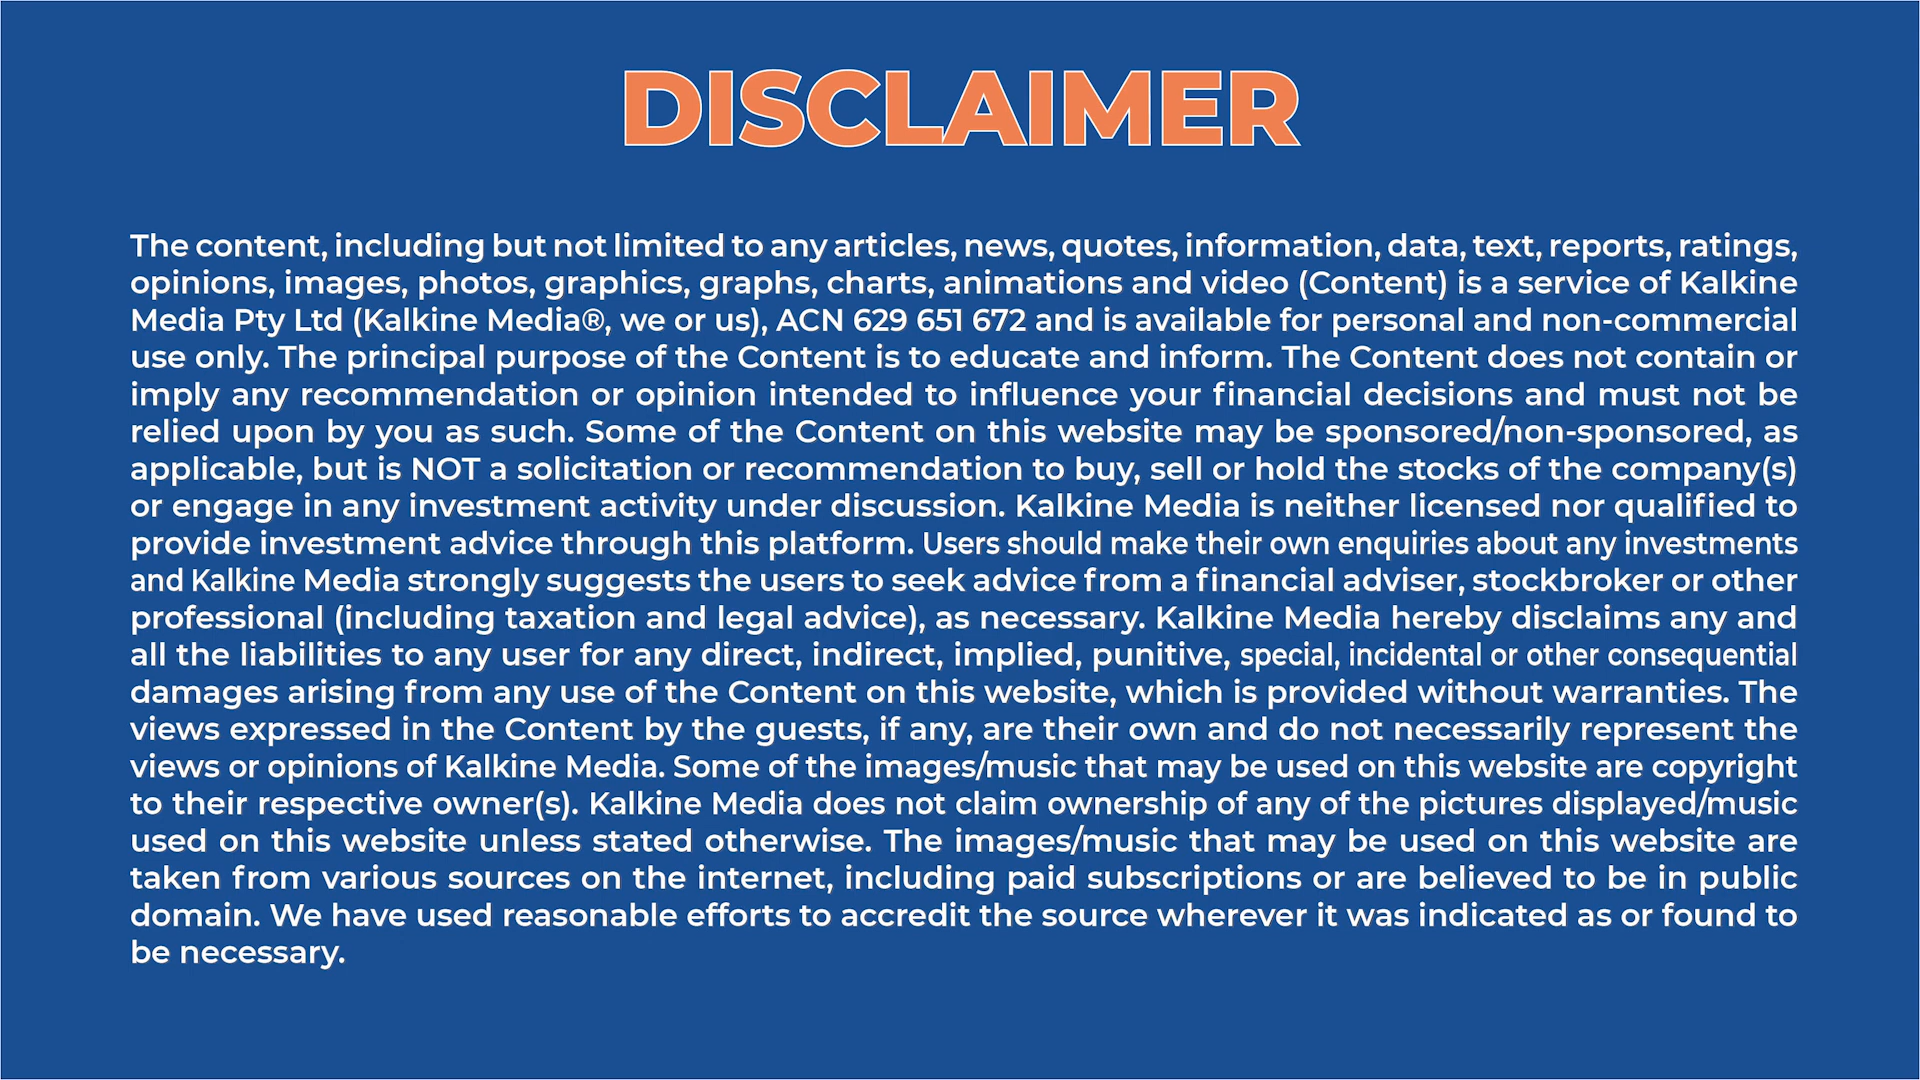 DISCLAIMER
The content, including but not limited to any articles, news, quotes, information, data, text, reports, ratings,
opinions, images, photos, graphics, graphs, charts, animations and video (Content) is a service of Kalkine
Media Pty Ltd (Kalkine Media®, we or us), ACN 629 651 672 and is available for personal and non-commercial
use only. The principal purpose of the Content is to educate and inform. The Content does not contain or
imply any recommendation or opinion intended to influence your financial decisions and must not be
relied upon by you as such. Some of the Content on this website may be sponsored/non-sponsored, as
applicable, but is NOT a solicitation or recommendation to buy, sell or hold the stocks of the company(s)
or engage in any investment activity under discussion. Kalkine Media is neither licensed nor qualified to
provide investment advice through this platform. Users should make their own enquiries about any investments
and Kalkine Media strongly suggests the users to seek advice from a financial adviser, stockbroker or other
professional (including taxation and legal advice), as necessary. Kalkine Media hereby disclaims any and
all the liabilities to any user for any direct, indirect, implied, punitive, special, incidental or other consequential
damages arising from any use of the Content on this website, which is provided without warranties. The
views expressed in the Content by the guests, if any, are their own and do not necessarily represent the
views or opinions of Kalkine Media. Some of the images/music that may be used on this website are copyright
to their respective owner(s). Kalkine Media does not claim ownership of any of the pictures displayed/music
used on this website unless stated otherwise. The images/music that may be used on this website are
taken from various sources on the internet, including paid subscriptions or are believed to be in public
domain. We have used reasonable efforts to accredit the source wherever it was indicated as or found to
be necessary.